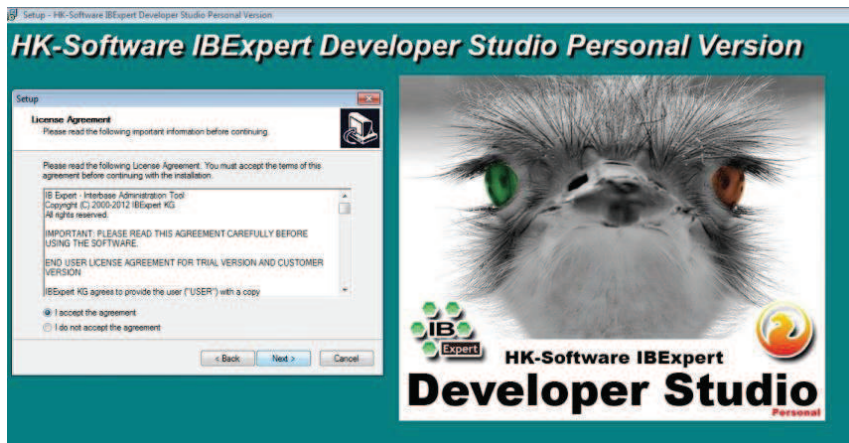 Setup - HK-Software IBExpert Developer Studio Personal Version
HK-Software IBExpert Developer Studio Personal Version
Setup
License Agreement
Please read the following important information before continuing.
Please read the following License Agreement. You must accept the terms of this
agreement before continuing with the installation.
IB Expert - Interbase Administration Tool
Copyright (C) 2000-2012 IBExpert KG
All rights reserved.
IMPORTANT: PLEASE READ THIS AGREEMENT CAREFULLY BEFORE
USING THE SOFTWARE.
END USER LICENSE AGREEMENT FOR TRIAL VERSION AND CUSTOMER
VERSION
IBExpert KG agrees to provide the user ("USER") with a copy
I accept the agreement
I do not accept the agreement
< Back
Next >
Cancel
IB
Expert
HK-Software IBExpert
Developer Studio
Personal